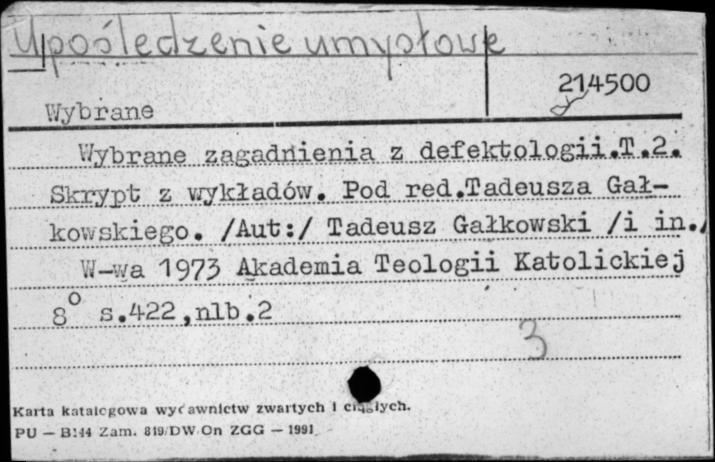 Upośledzenie umysłowe
214500
Wybrane
Wybrane zagadnienia z defektologii.T.2.
Skrypt z wykładów. Pod red.Tadeusza Gał-
kowskiego. /Aut:/ Tadeusz Gałkowski /i in./
W-wa 1973 Akademia Teologii Katolickiej
8° s.422,nlb.2
3
Karta katalogowa wydawnictw zwartych i ciągłych.
PU — B144 Zam. 819/DW/On ZGG — 1991